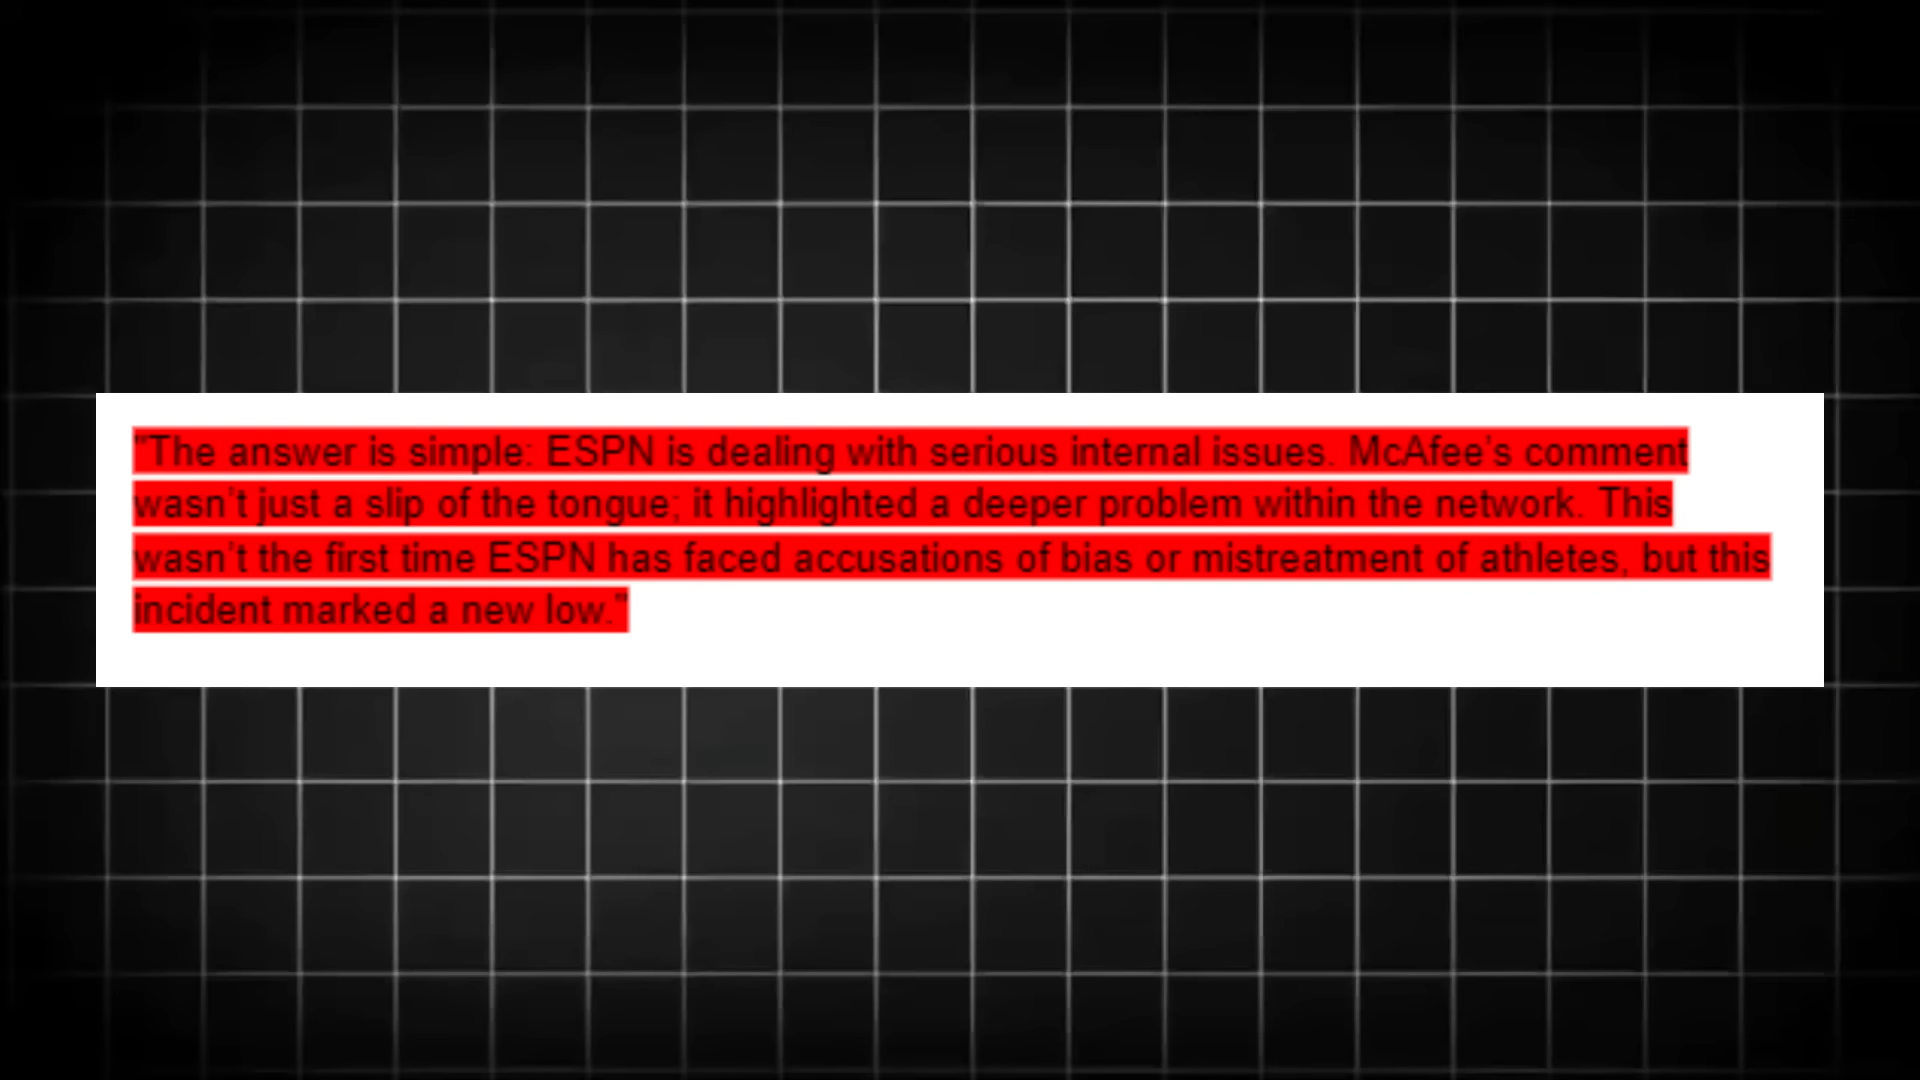 "The answer is simple: ESPN is dealing with serious internal issues. McAfee's comment
wasn't just a slip of the tongue; it highlighted a deeper problem within the network. This
wasn't the first time ESPN has faced accusations of bias or mistreatment of athletes, but this
incident marked a new low."